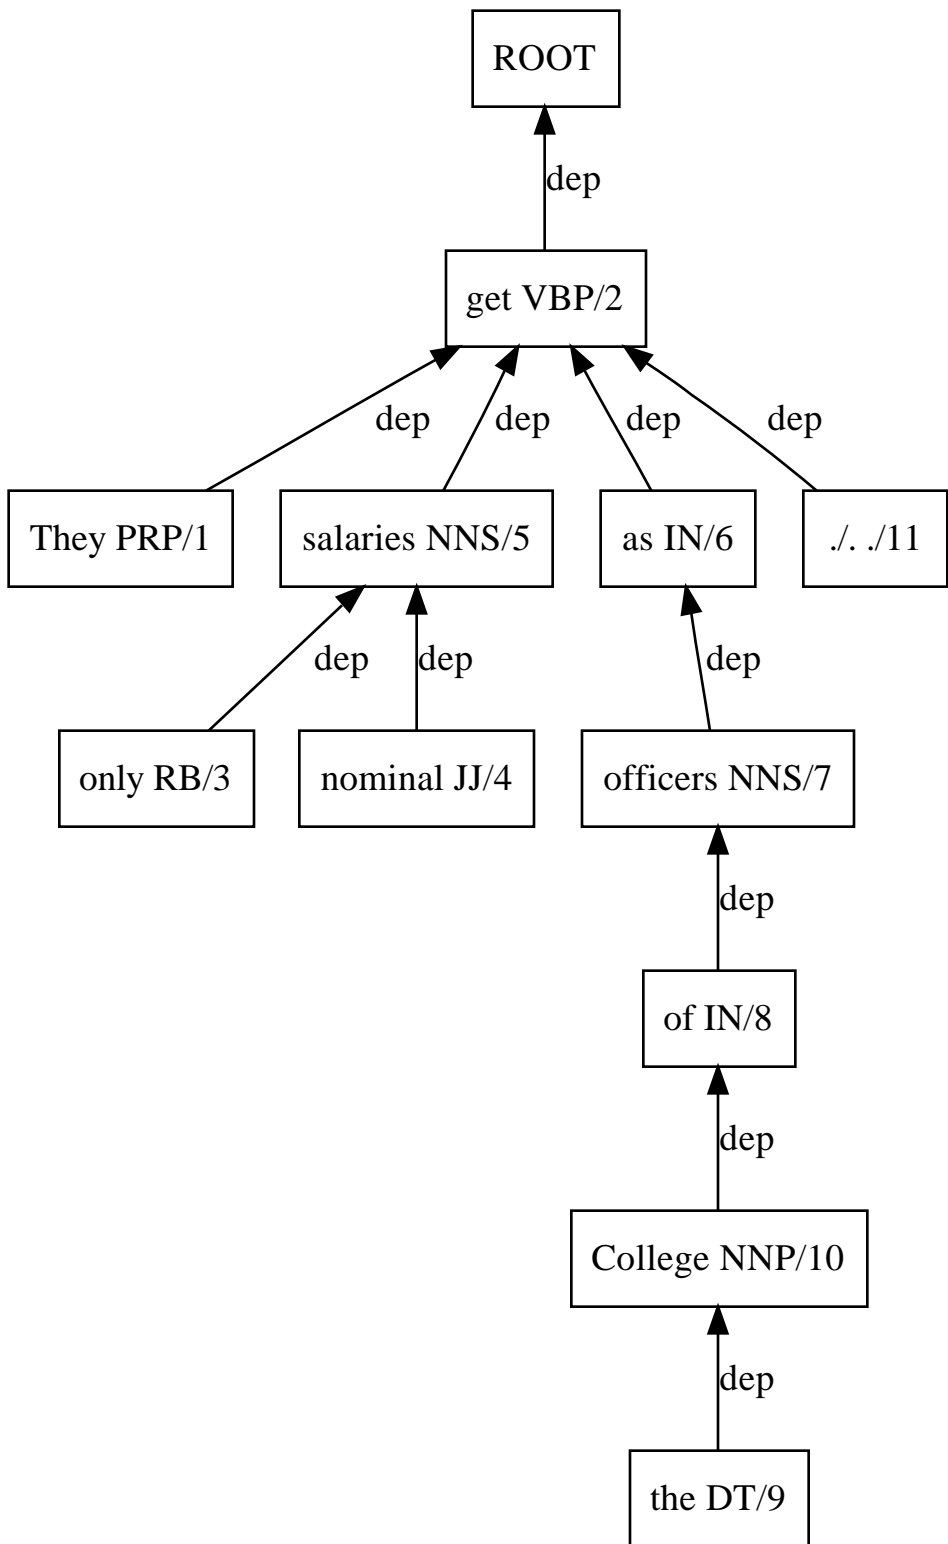 ROOT
dep
get VBP/2
dep dep dep dep
They PRP/1 salaries NNS/5 as IN/6 ./. ./11
dep dep dep
only RB/3 nominal JJ/4 officers NNS/7
dep
of IN/8
dep
College NNP/10
dep
the DT/9